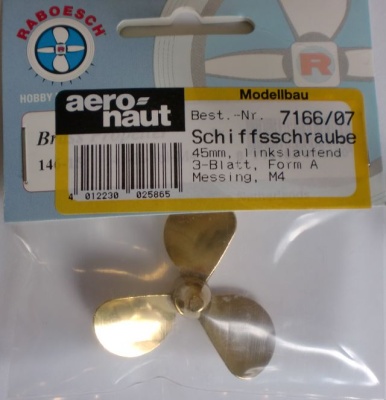 RABOESCH
R
HOBBY
R
aero-
naut
Modellbau
Best.-Nr. 7166/07
Schiffsschraube
45mm, linkslaufend
3-Blatt, Form A
Messing, M4
4 012230 025865